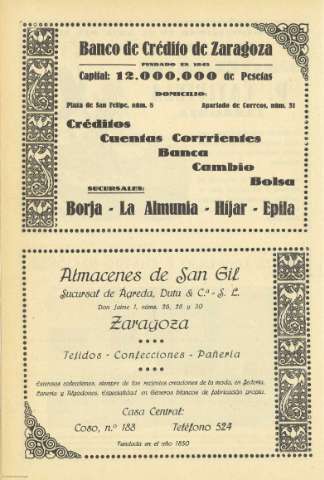 Banco de Crédito de Zaragoza
FUNDADO EN 1845
Capital: 12.000,000 de Pesetas
DOMICILIO:
Plaza de San Felipe, núm. 8 Apartado de Correos, núm. 31
Créditos
Cuentas Corrrientes
Banca
Cambio
Bolsa
SUCURSALES:
Borja - La Almunia - Híjar - Epila
Almacenes de San Gil
Sucursal de Agreda, Dutu & C.ª - S. L.
Don Jaime I, núms. 26, 28 y 30
Zaragoza
Tejidos - Confecciones - Pañería
Extensas colecciones, siempre de las recientes creaciones de la moda, en Sedería,
Lanería y Algodones. Especialidad en Géneros blancos de fabricación propia.
Casa Central:
Coso, n.º 188 Teléfono 524
Fundada en el año 1850